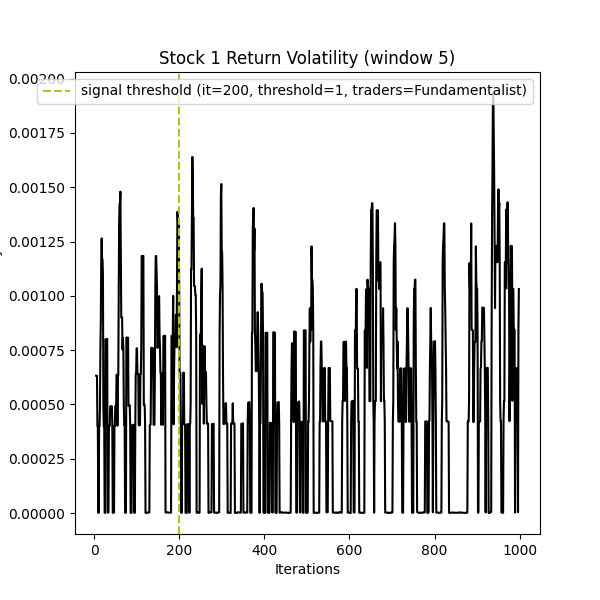 Stock 1 Return Volatility (window 5)
signal threshold (it=200, threshold=1, traders=Fundamentalist)
0.00200
0.00175
0.00150
0.00125
0.00100
0.00075
0.00050
0.00025
0.00000
0 200 400 600 800 1000
Iterations